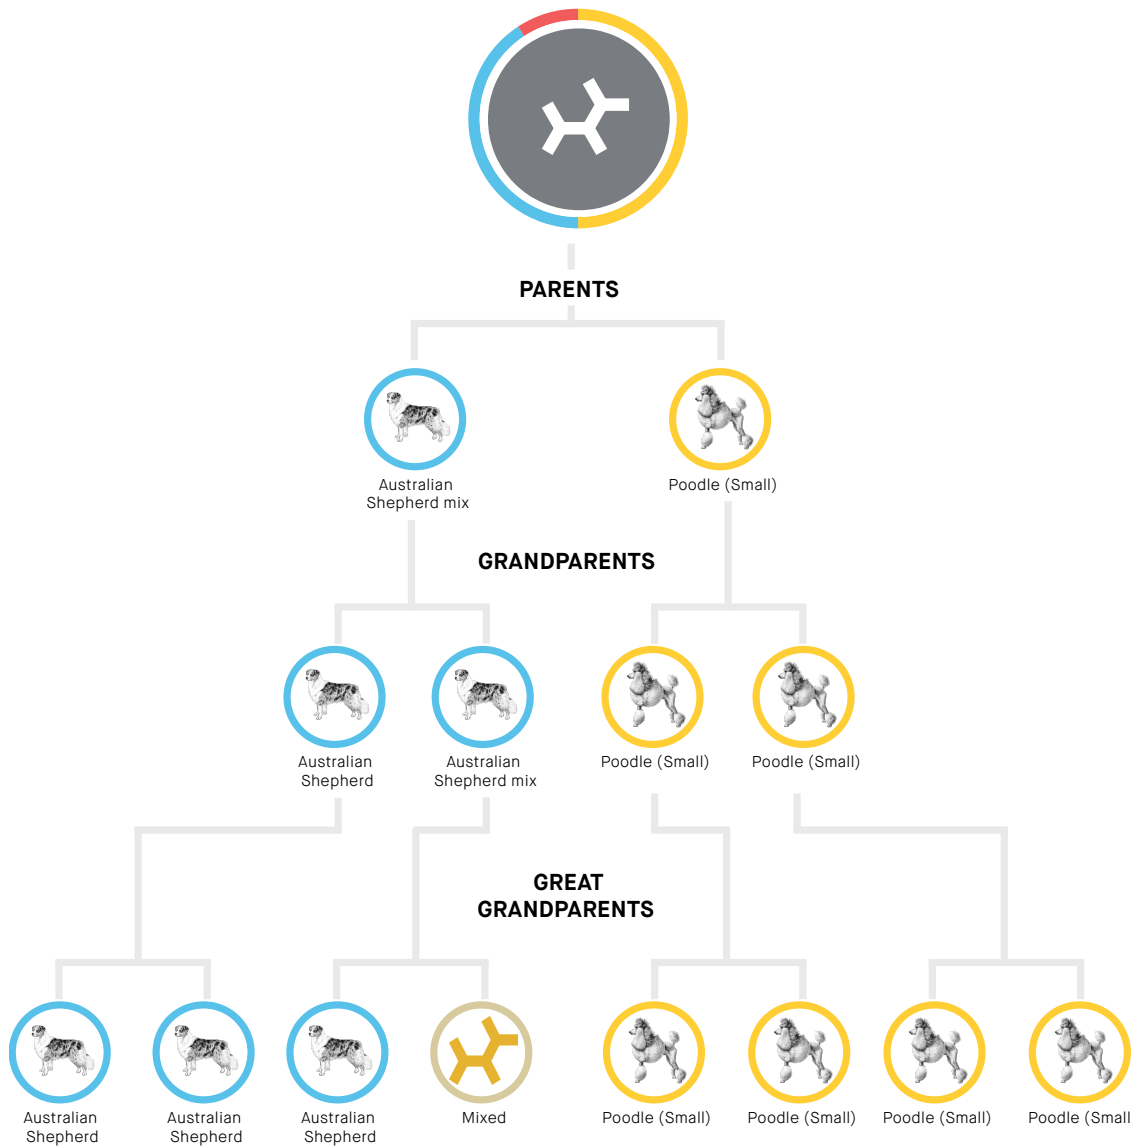 PARENTS
Australian
Shepherd mix
Poodle (Small)
GRANDPARENTS
Australian
Shepherd
Australian
Shepherd mix
Poodle (Small)
Poodle (Small)
GREAT
GRANDPARENTS
Australian
Shepherd
Australian
Shepherd
Australian
Shepherd
Mixed
Poodle (Small)
Poodle (Small)
Poodle (Small)
Poodle (Small